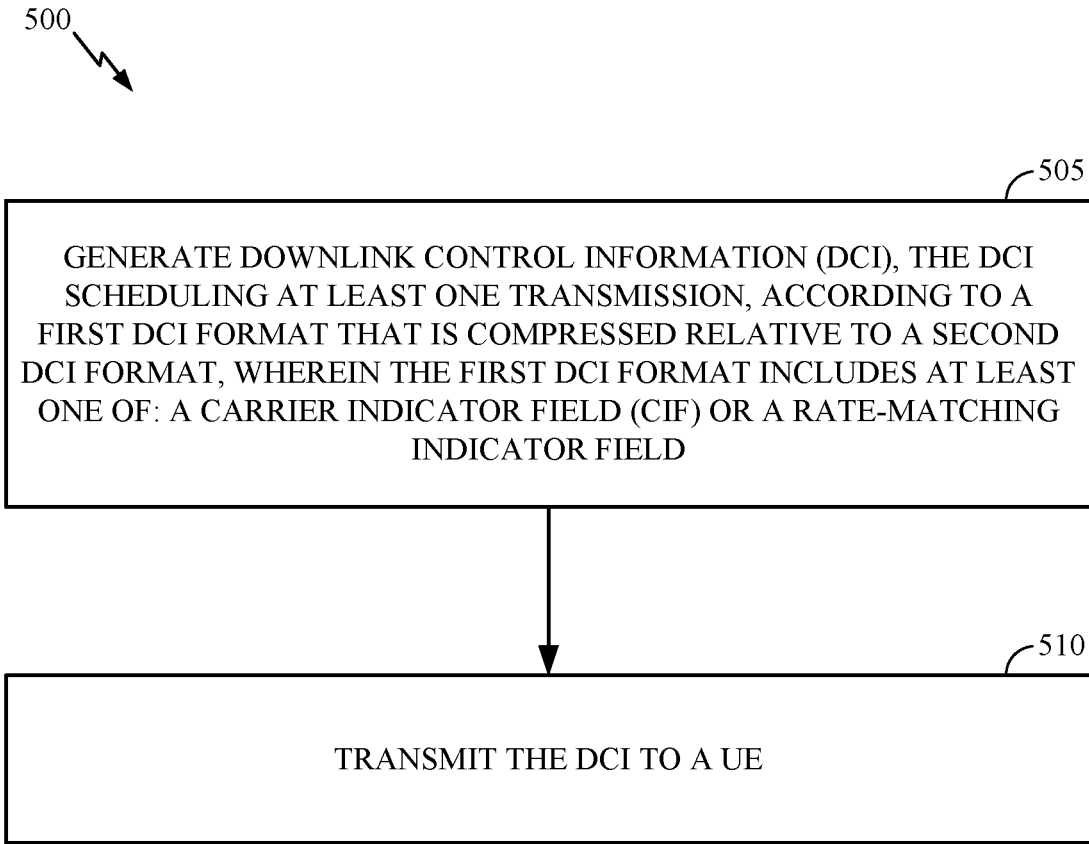 500
505
GENERATE DOWNLINK CONTROL INFORMATION (DCI), THE DCI
SCHEDULING AT LEAST ONE TRANSMISSION, ACCORDING TO A
FIRST DCI FORMAT THAT IS COMPRESSED RELATIVE TO A SECOND
DCI FORMAT, WHEREIN THE FIRST DCI FORMAT INCLUDES AT LEAST
ONE OF: A CARRIER INDICATOR FIELD (CIF) OR A RATE-MATCHING
INDICATOR FIELD
510
TRANSMIT THE DCI TO A UE